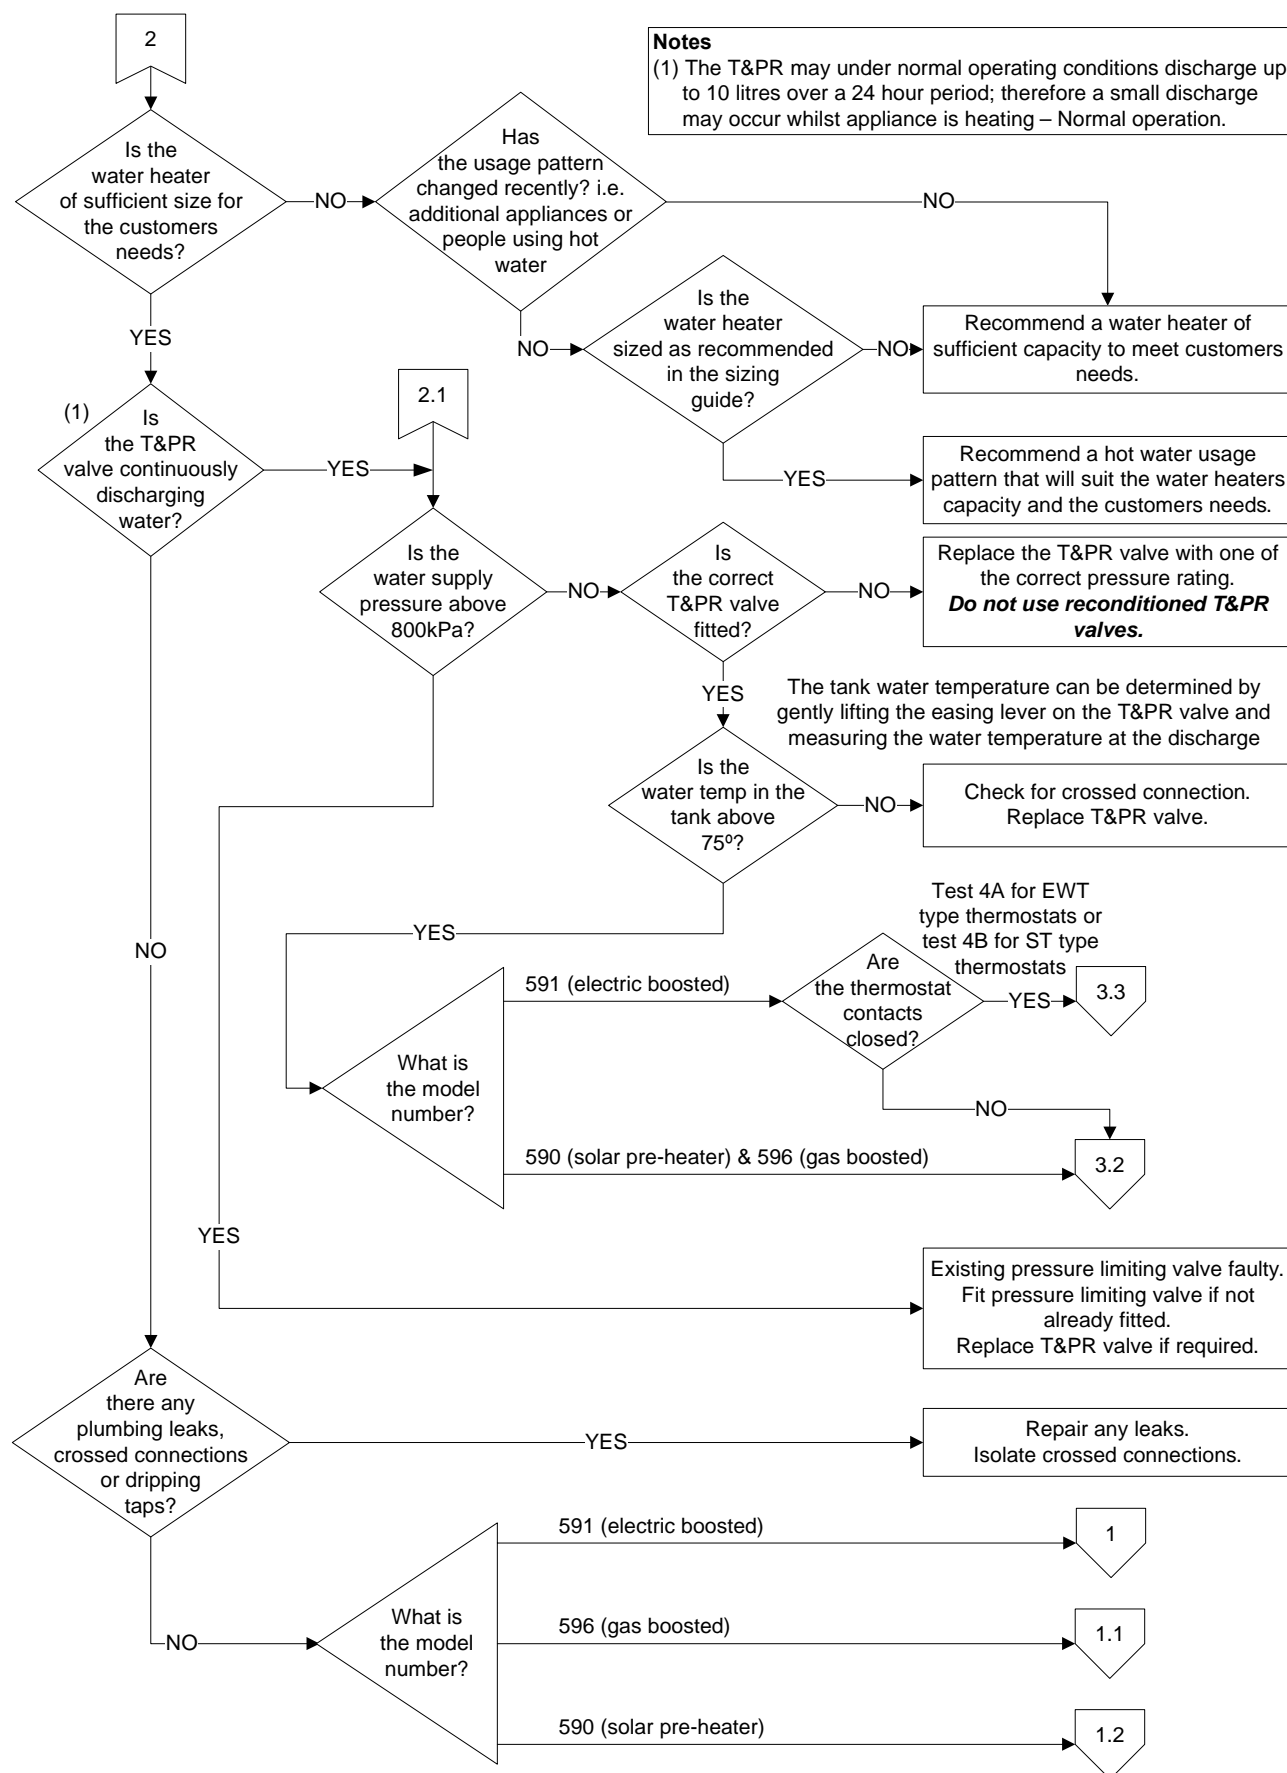 2
Notes
(1) The T&PR may under normal operating conditions discharge up
to 10 litres over a 24 hour period; therefore a small discharge
may occur whilst appliance is heating – Normal operation.
Is the
water heater
of sufficient size for
the customers
needs?
NO
Has
the usage pattern
changed recently? i.e.
additional appliances or
people using hot
water
NO
YES
NO
Is the
water heater
sized as recommended
in the sizing
guide?
NO
Recommend a water heater of
sufficient capacity to meet customers
needs.
YES
Recommend a hot water usage
pattern that will suit the water heaters
capacity and the customers needs.
(1)
Is
the T&PR
valve continuously
discharging
water?
YES
2.1
Is the
water supply
pressure above
800kPa?
NO
Is
the correct
T&PR valve
fitted?
NO
Replace the T&PR valve with one of
the correct pressure rating.
Do not use reconditioned T&PR
valves.
YES
The tank water temperature can be determined by
gently lifting the easing lever on the T&PR valve and
measuring the water temperature at the discharge
Is the
water temp in the
tank above
75º?
NO
Check for crossed connection.
Replace T&PR valve.
YES
NO
Test 4A for EWT
type thermostats or
test 4B for ST type
thermostats
What is
the model
number?
591 (electric boosted)
Are
the thermostat
contacts
closed?
YES
3.3
NO
590 (solar pre-heater) & 596 (gas boosted)
3.2
YES
Existing pressure limiting valve faulty.
Fit pressure limiting valve if not
already fitted.
Replace T&PR valve if required.
Are
there any
plumbing leaks,
crossed connections
or dripping
taps?
YES
Repair any leaks.
Isolate crossed connections.
NO
What is
the model
number?
591 (electric boosted)
1
596 (gas boosted)
1.1
590 (solar pre-heater)
1.2